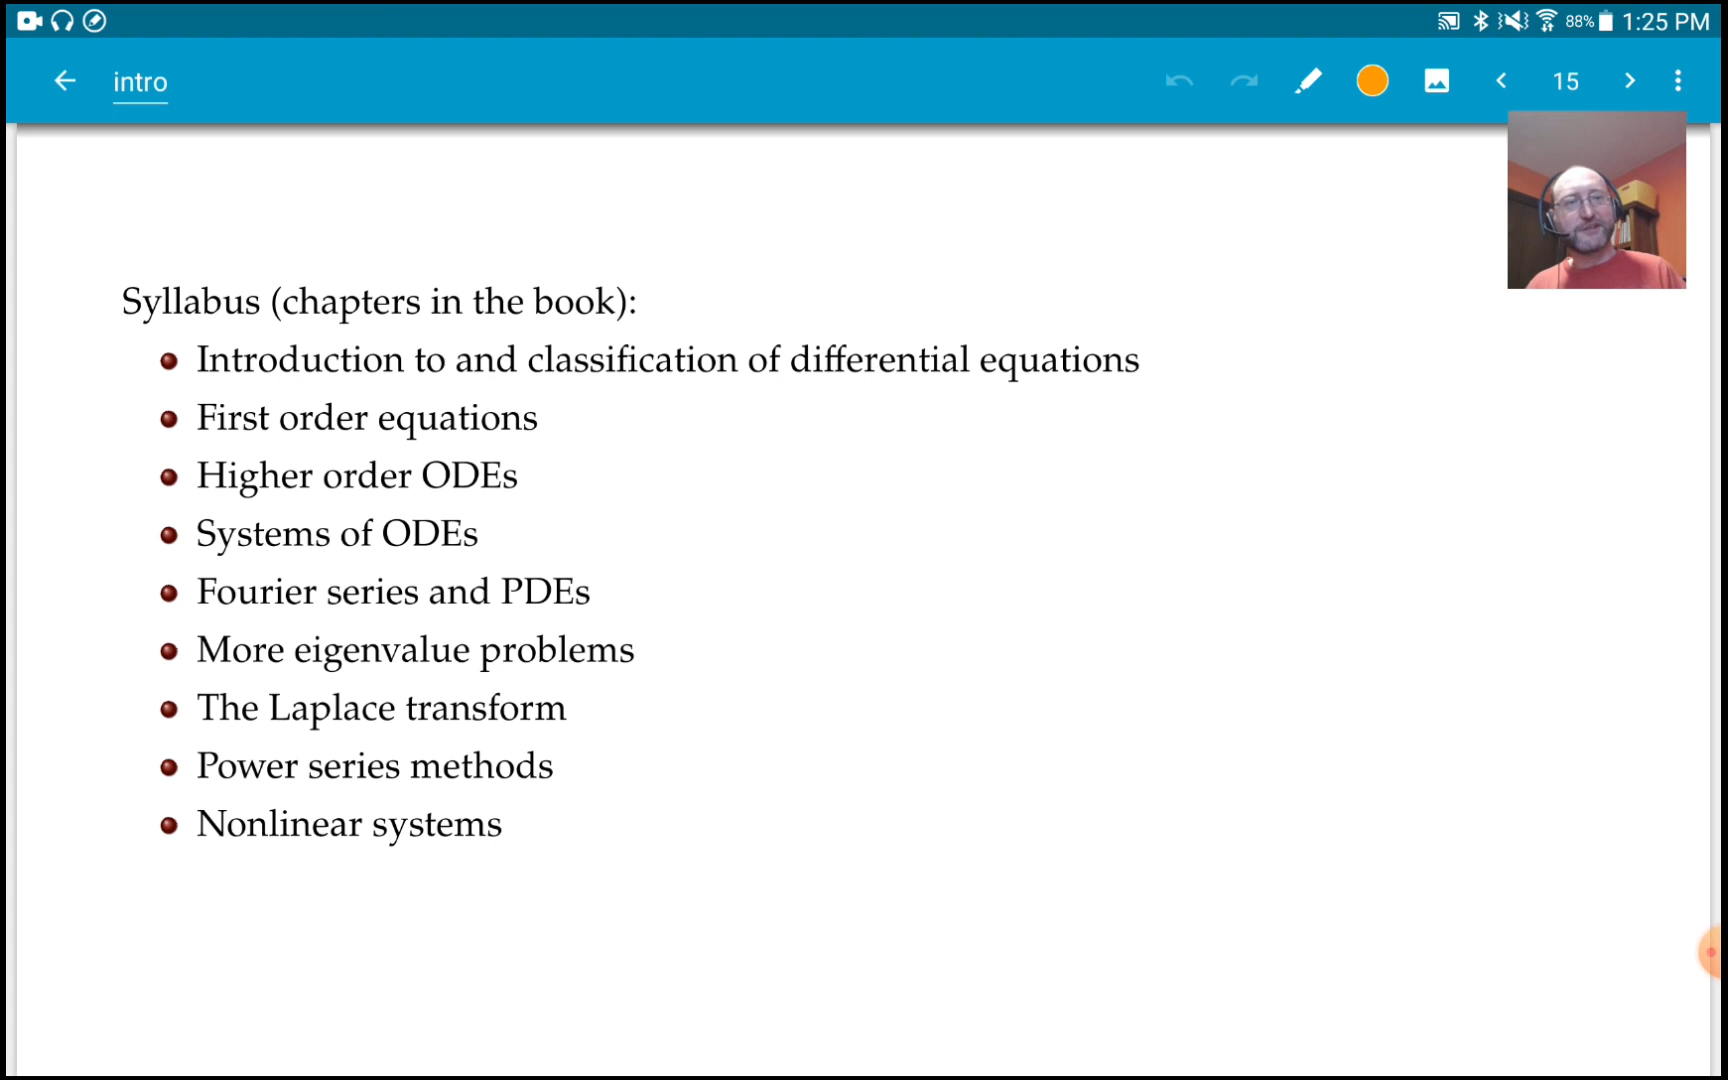 88% 1:25 PM
intro
15
Syllabus (chapters in the book):
Introduction to and classification of differential equations
First order equations
Higher order ODEs
Systems of ODEs
Fourier series and PDEs
More eigenvalue problems
The Laplace transform
Power series methods
Nonlinear systems